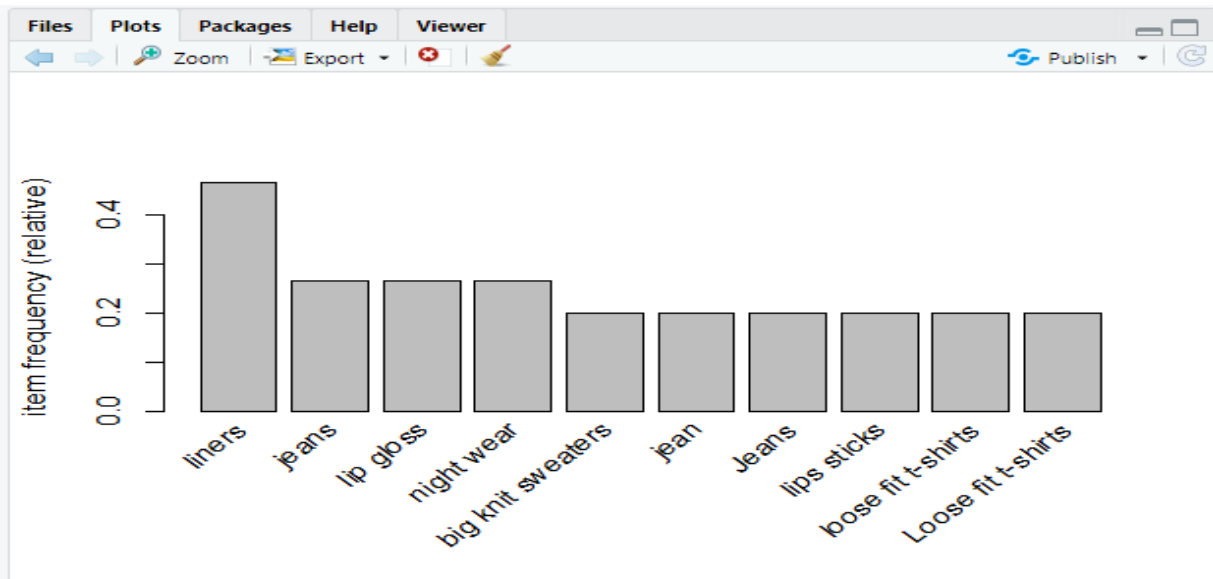 Files Plots Packages Help Viewer
Zoom Export Publish
item frequency (relative)
0.4
0.2
0.0
liners
jeans
lip gloss
night wear
big knit sweaters
jean
Jeans
lips sticks
loose fit t-shirts
Loose fit t-shirts